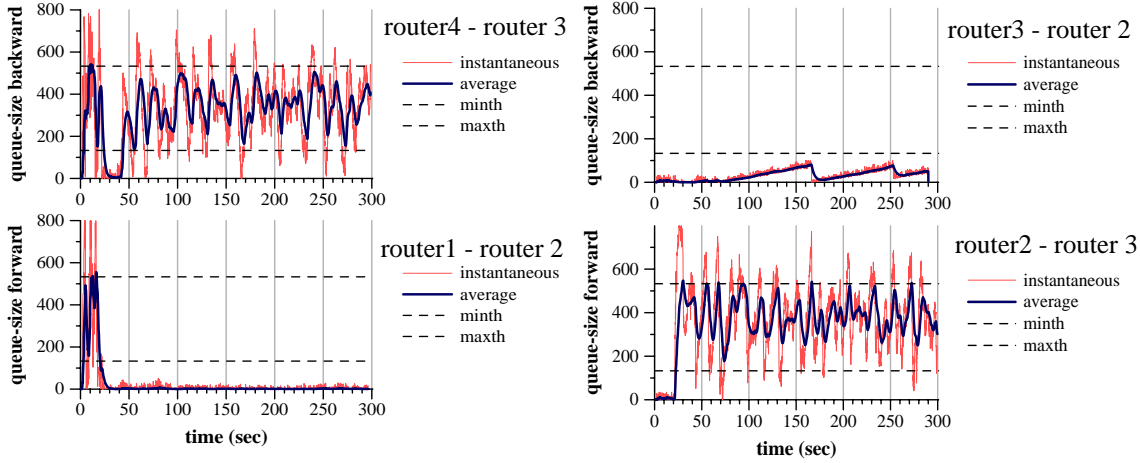 router4 - router 3
queue-size backward
800
600
400
200
0
0 50 100 150 200 250 300
instantaneous
average
minth
maxth
router3 - router 2
queue-size backward
800
600
400
200
0
0 50 100 150 200 250 300
instantaneous
average
minth
maxth
router1 - router 2
queue-size forward
800
600
400
200
0
0 50 100 150 200 250 300
time (sec)
instantaneous
average
minth
maxth
router2 - router 3
queue-size forward
600
400
200
0
0 50 100 150 200 250 300
time (sec)
instantaneous
average
minth
maxth